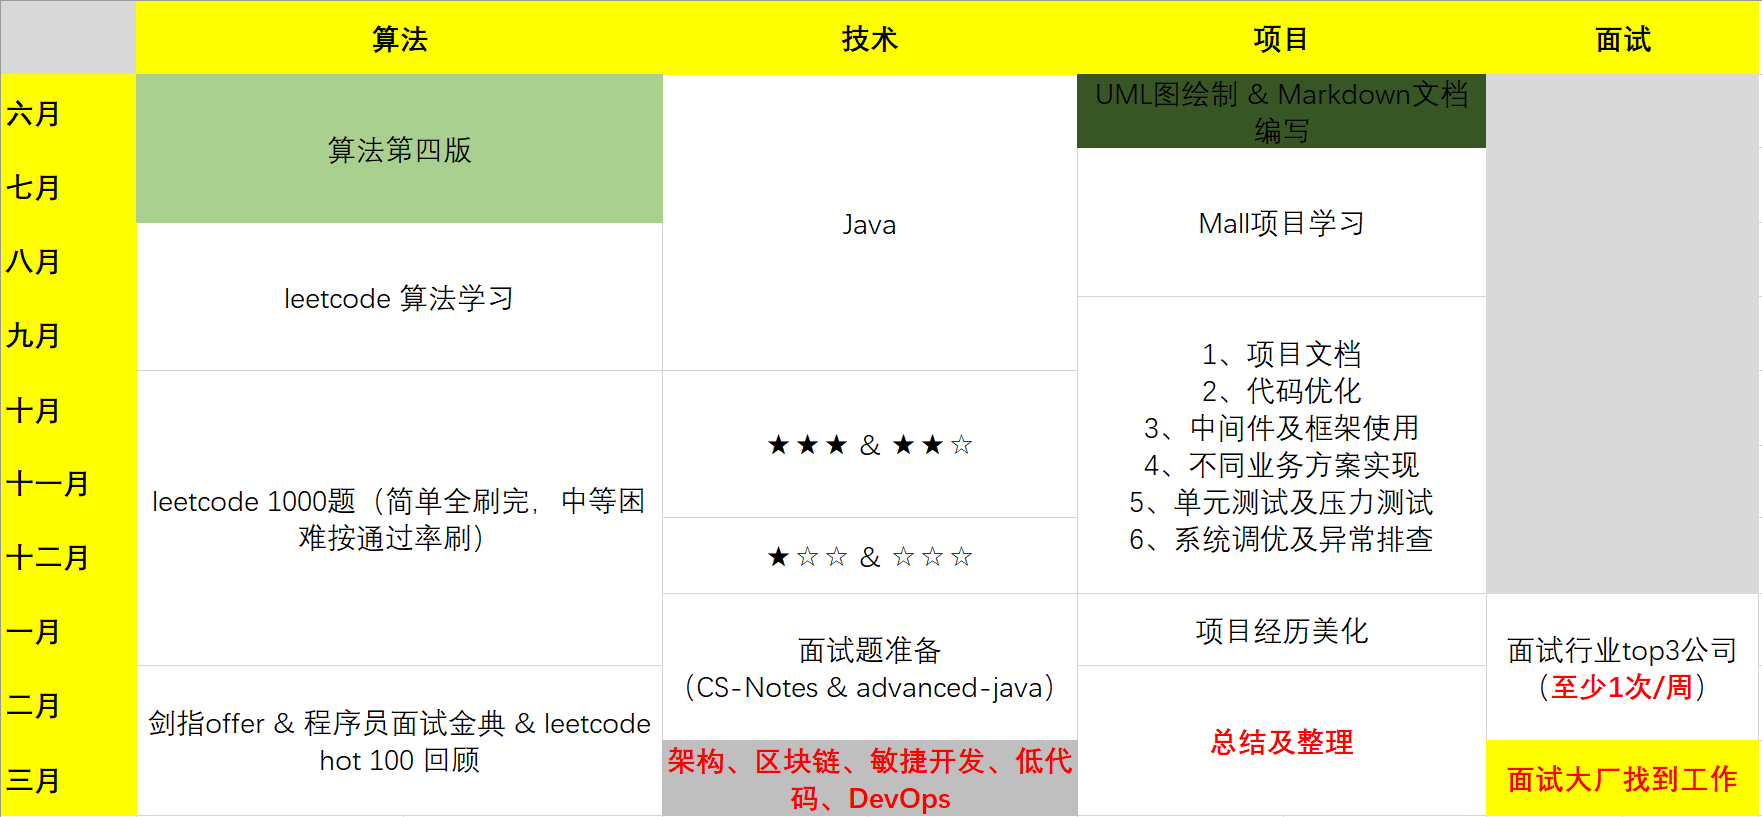 算法
技术
项目
面试
六月
七月
八月
九月
十月
十一月
十二月
一月
二月
三月
算法第四版
leetcode 算法学习
leetcode 1000题（简单全刷完，中等困
难按通过率刷）
剑指offer & 程序员面试金典 & leetcode
hot 100 回顾
Java
★★★ & ★★☆
★☆☆ & ☆☆☆
面试题准备
（CS-Notes & advanced-java）
架构、区块链、敏捷开发、低代
码、DevOps
UML图绘制 & Markdown文档
编写
Mall项目学习
1、项目文档
2、代码优化
3、中间件及框架使用
4、不同业务方案实现
5、单元测试及压力测试
6、系统调优及异常排查
项目经历美化
总结及整理
面试行业top3公司
（至少1次/周）
面试大厂找到工作